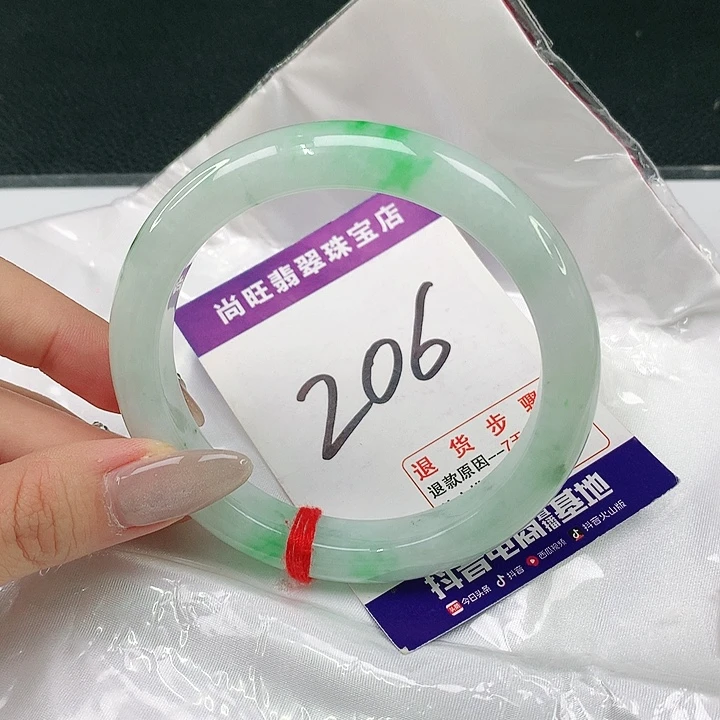 尚旺翡翠珠宝店
206
退货步骤
退款原因--7天
抖音电商直播基地
今日头条 抖音 西瓜视频 抖音火山版